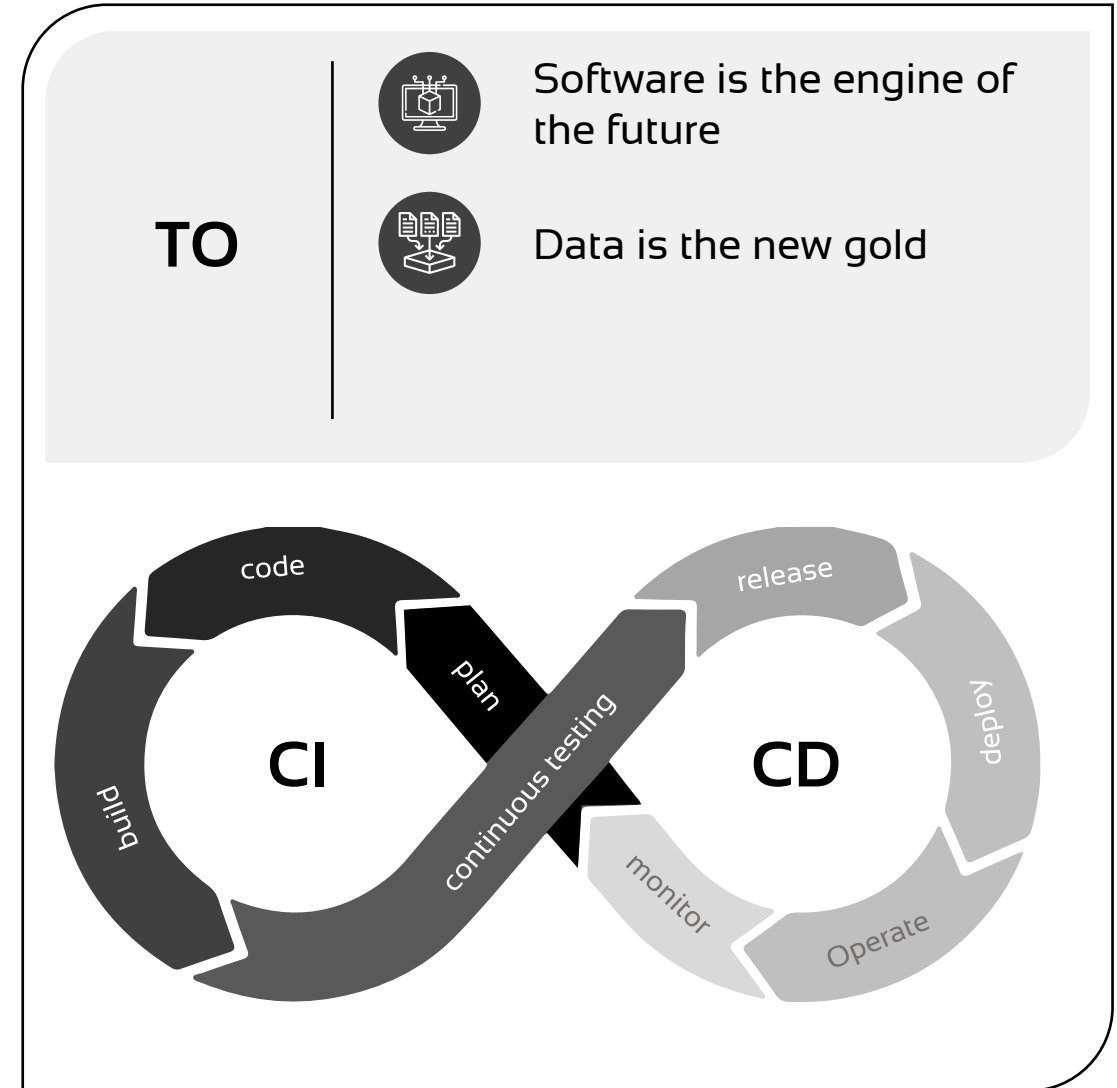 TO
Software is the engine of
the future
Data is the new gold
code
plan
build
CI
continuous testing
release
deploy
CD
monitor
Operate